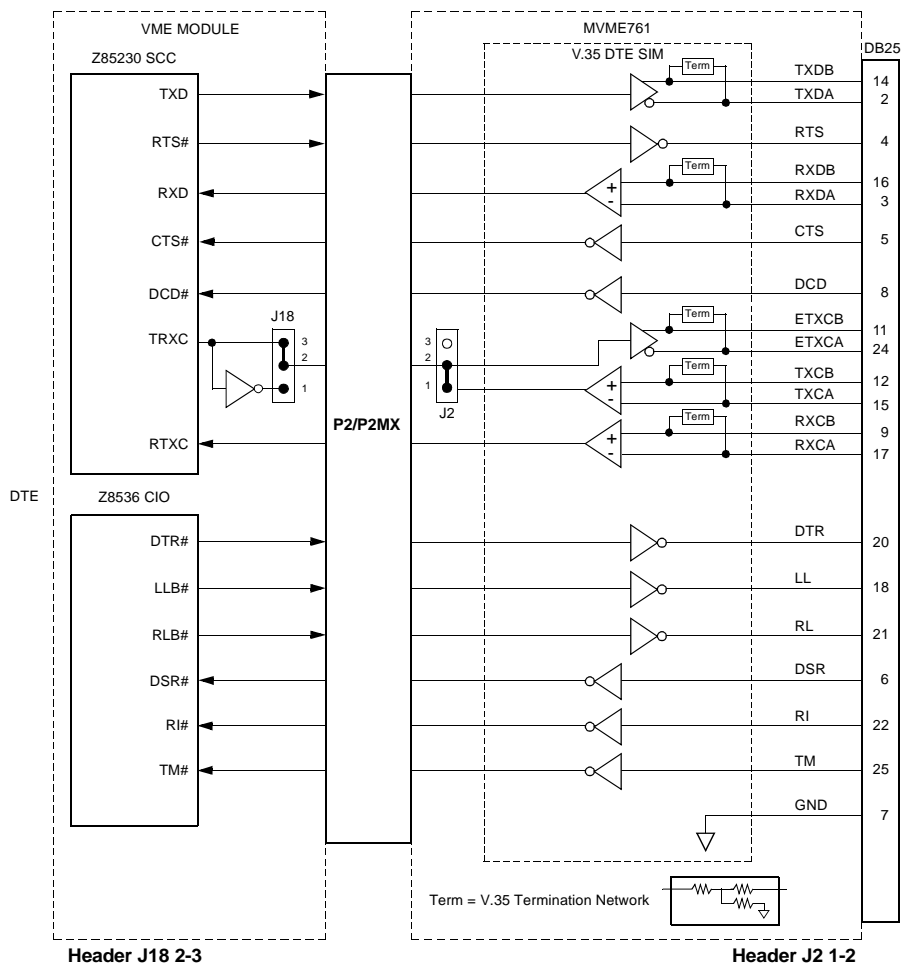 VME MODULE
MVME761
Z85230 SCC
V.35 DTE SIM
DB25
Term
TXDB
14
TXD
TXDA
2
RTS#
RTS
4
Term
RXDB
16
RXD
+
-
RXDA
3
CTS#
CTS
5
DCD#
DCD
8
J18
Term
ETXCB
11
TRXC
3
3
ETXCA
24
2
2
Term
TXCB
12
1
1
+
-
TXCA
15
J2
Term
RXCB
9
P2/P2MX
RTXC
+
-
RXCA
17
DTE
Z8536 CIO
DTR#
DTR
20
LLB#
LL
18
RLB#
RL
21
DSR#
DSR
6
RI#
RI
22
TM#
TM
25
GND
7
Term = V.35 Termination Network
Header J18 2-3
Header J2 1-2